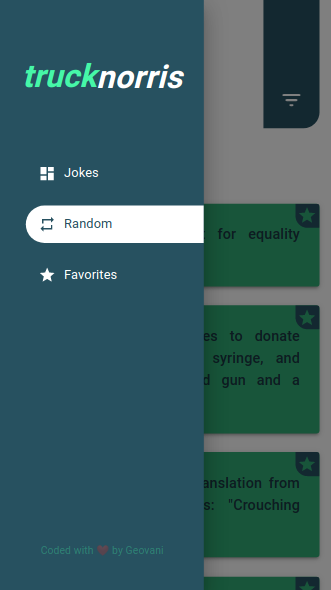 trucknorris
Jokes
Random
for equality
Favorites
es to donate
syringe, and
d gun and a
anslation from
s: "Crouching
Coded with ❤ by Geovani